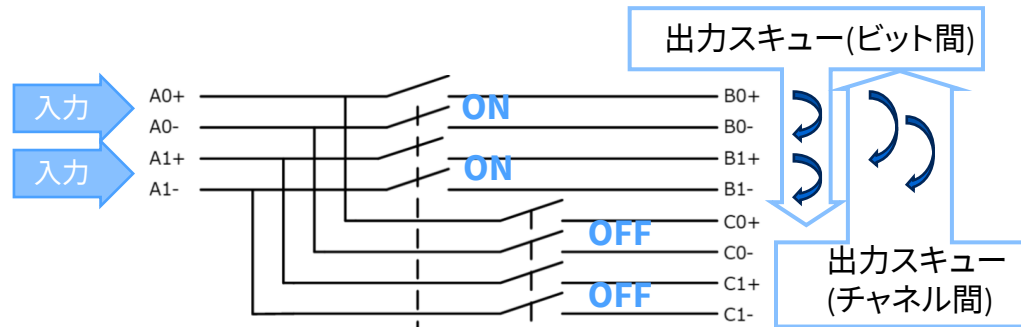 出力スキュー(ビット間)
入力
入力
A0+
A0-
A1+
A1-
ON
ON
OFF
OFF
B0+
B0-
B1+
B1-
C0+
C0-
C1+
C1-
出力スキュー
(チャネル間)